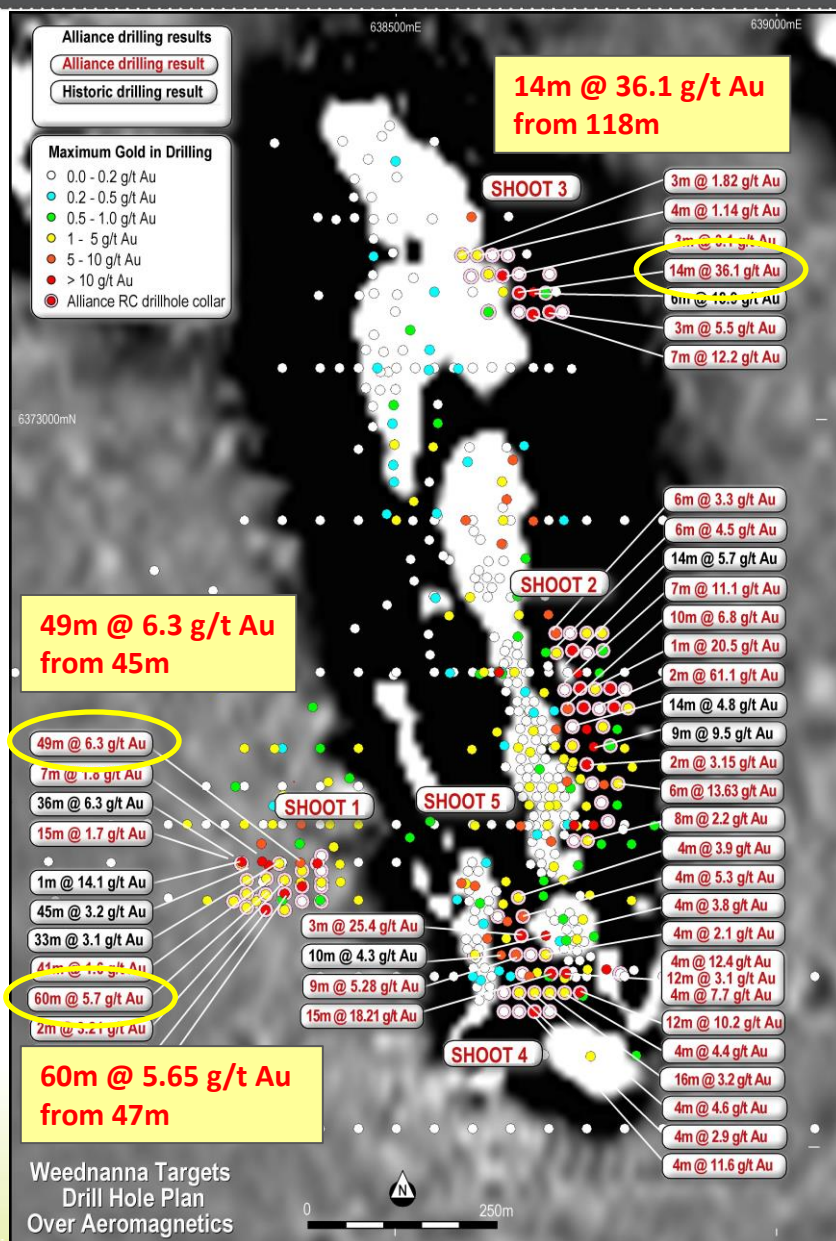 638500mE
639000mE
Alliance drilling results
Alliance drilling result
Historic drilling result
Maximum Gold in Drilling
0.0 - 0.2 g/t Au
0.2 - 0.5 g/t Au
0.5 - 1.0 g/t Au
1 - 5 g/t Au
5 - 10 g/t Au
> 10 g/t Au
Alliance RC drillhole collar
14m @ 36.1 g/t Au
from 118m
SHOOT 3
3m @ 1.82 g/t Au
4m @ 1.14 g/t Au
14m @ 36.1 g/t Au
3m @ 5.5 g/t Au
7m @ 12.2 g/t Au
6373000mN
SHOOT 2
6m @ 3.3 g/t Au
6m @ 4.5 g/t Au
14m @ 5.7 g/t Au
7m @ 11.1 g/t Au
10m @ 6.8 g/t Au
1m @ 20.5 g/t Au
2m @ 61.1 g/t Au
14m @ 4.8 g/t Au
9m @ 9.5 g/t Au
2m @ 3.15 g/t Au
6m @ 13.63 g/t Au
8m @ 2.2 g/t Au
4m @ 3.9 g/t Au
4m @ 5.3 g/t Au
4m @ 3.8 g/t Au
4m @ 2.1 g/t Au
4m @ 12.4 g/t Au
12m @ 3.1 g/t Au
4m @ 7.7 g/t Au
12m @ 10.2 g/t Au
4m @ 4.4 g/t Au
16m @ 3.2 g/t Au
4m @ 4.6 g/t Au
4m @ 2.9 g/t Au
4m @ 11.6 g/t Au
49m @ 6.3 g/t Au
from 45m
49m @ 6.3 g/t Au
7m @ 1.8 g/t Au
36m @ 6.3 g/t Au
15m @ 1.7 g/t Au
1m @ 14.1 g/t Au
45m @ 3.2 g/t Au
33m @ 3.1 g/t Au
60m @ 5.7 g/t Au
2m @ 3.21 g/t Au
SHOOT 1
SHOOT 5
3m @ 25.4 g/t Au
10m @ 4.3 g/t Au
9m @ 5.28 g/t Au
15m @ 18.21 g/t Au
SHOOT 4
60m @ 5.65 g/t Au
from 47m
Weednanna Targets
Drill Hole Plan
Over Aeromagnetics
N
0
250m